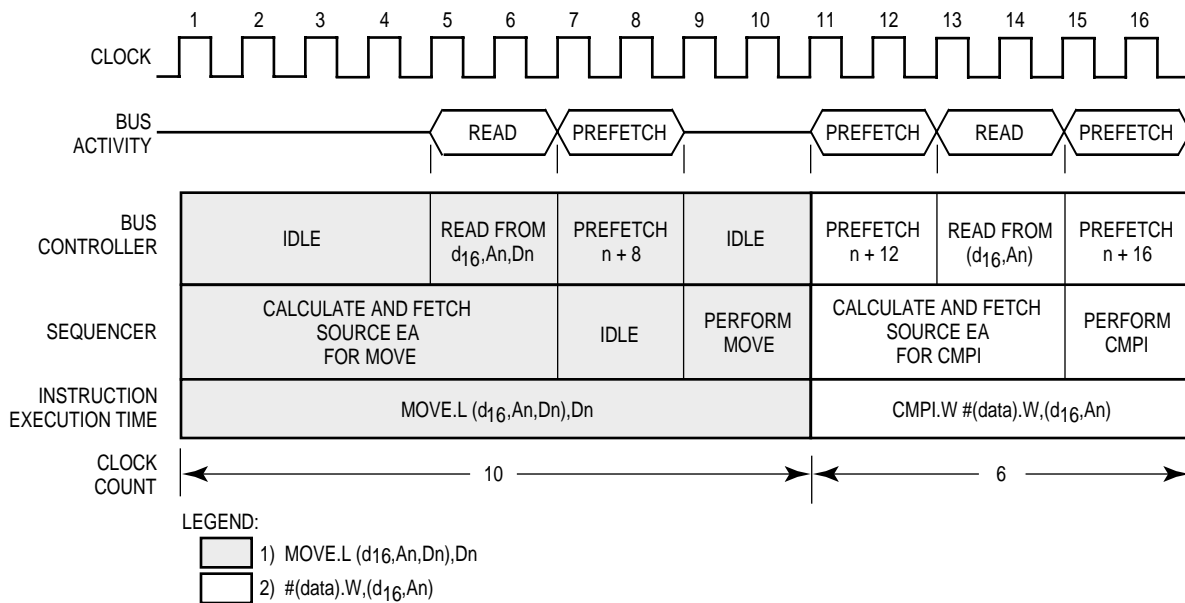 1 2 3 4 5 6 7 8 9 10 11 12 13 14 15 16
CLOCK
BUS
ACTIVITY
READ
PREFETCH
PREFETCH
READ
PREFETCH
BUS
CONTROLLER
IDLE
READ FROM
d16,An,Dn
PREFETCH
n + 8
IDLE
PREFETCH
n + 12
READ FROM
(d16,An)
PREFETCH
n + 16
SEQUENCER
CALCULATE AND FETCH
SOURCE EA
FOR MOVE
IDLE
PERFORM
MOVE
CALCULATE AND FETCH
SOURCE EA
FOR CMPI
PERFORM
CMPI
INSTRUCTION
EXECUTION TIME
MOVE.L (d16,An,Dn),Dn
CMPI.W #(data).W,(d16,An)
CLOCK
COUNT
10
6
LEGEND:
1) MOVE.L (d16,An,Dn),Dn
2) #(data).W,(d16,An)